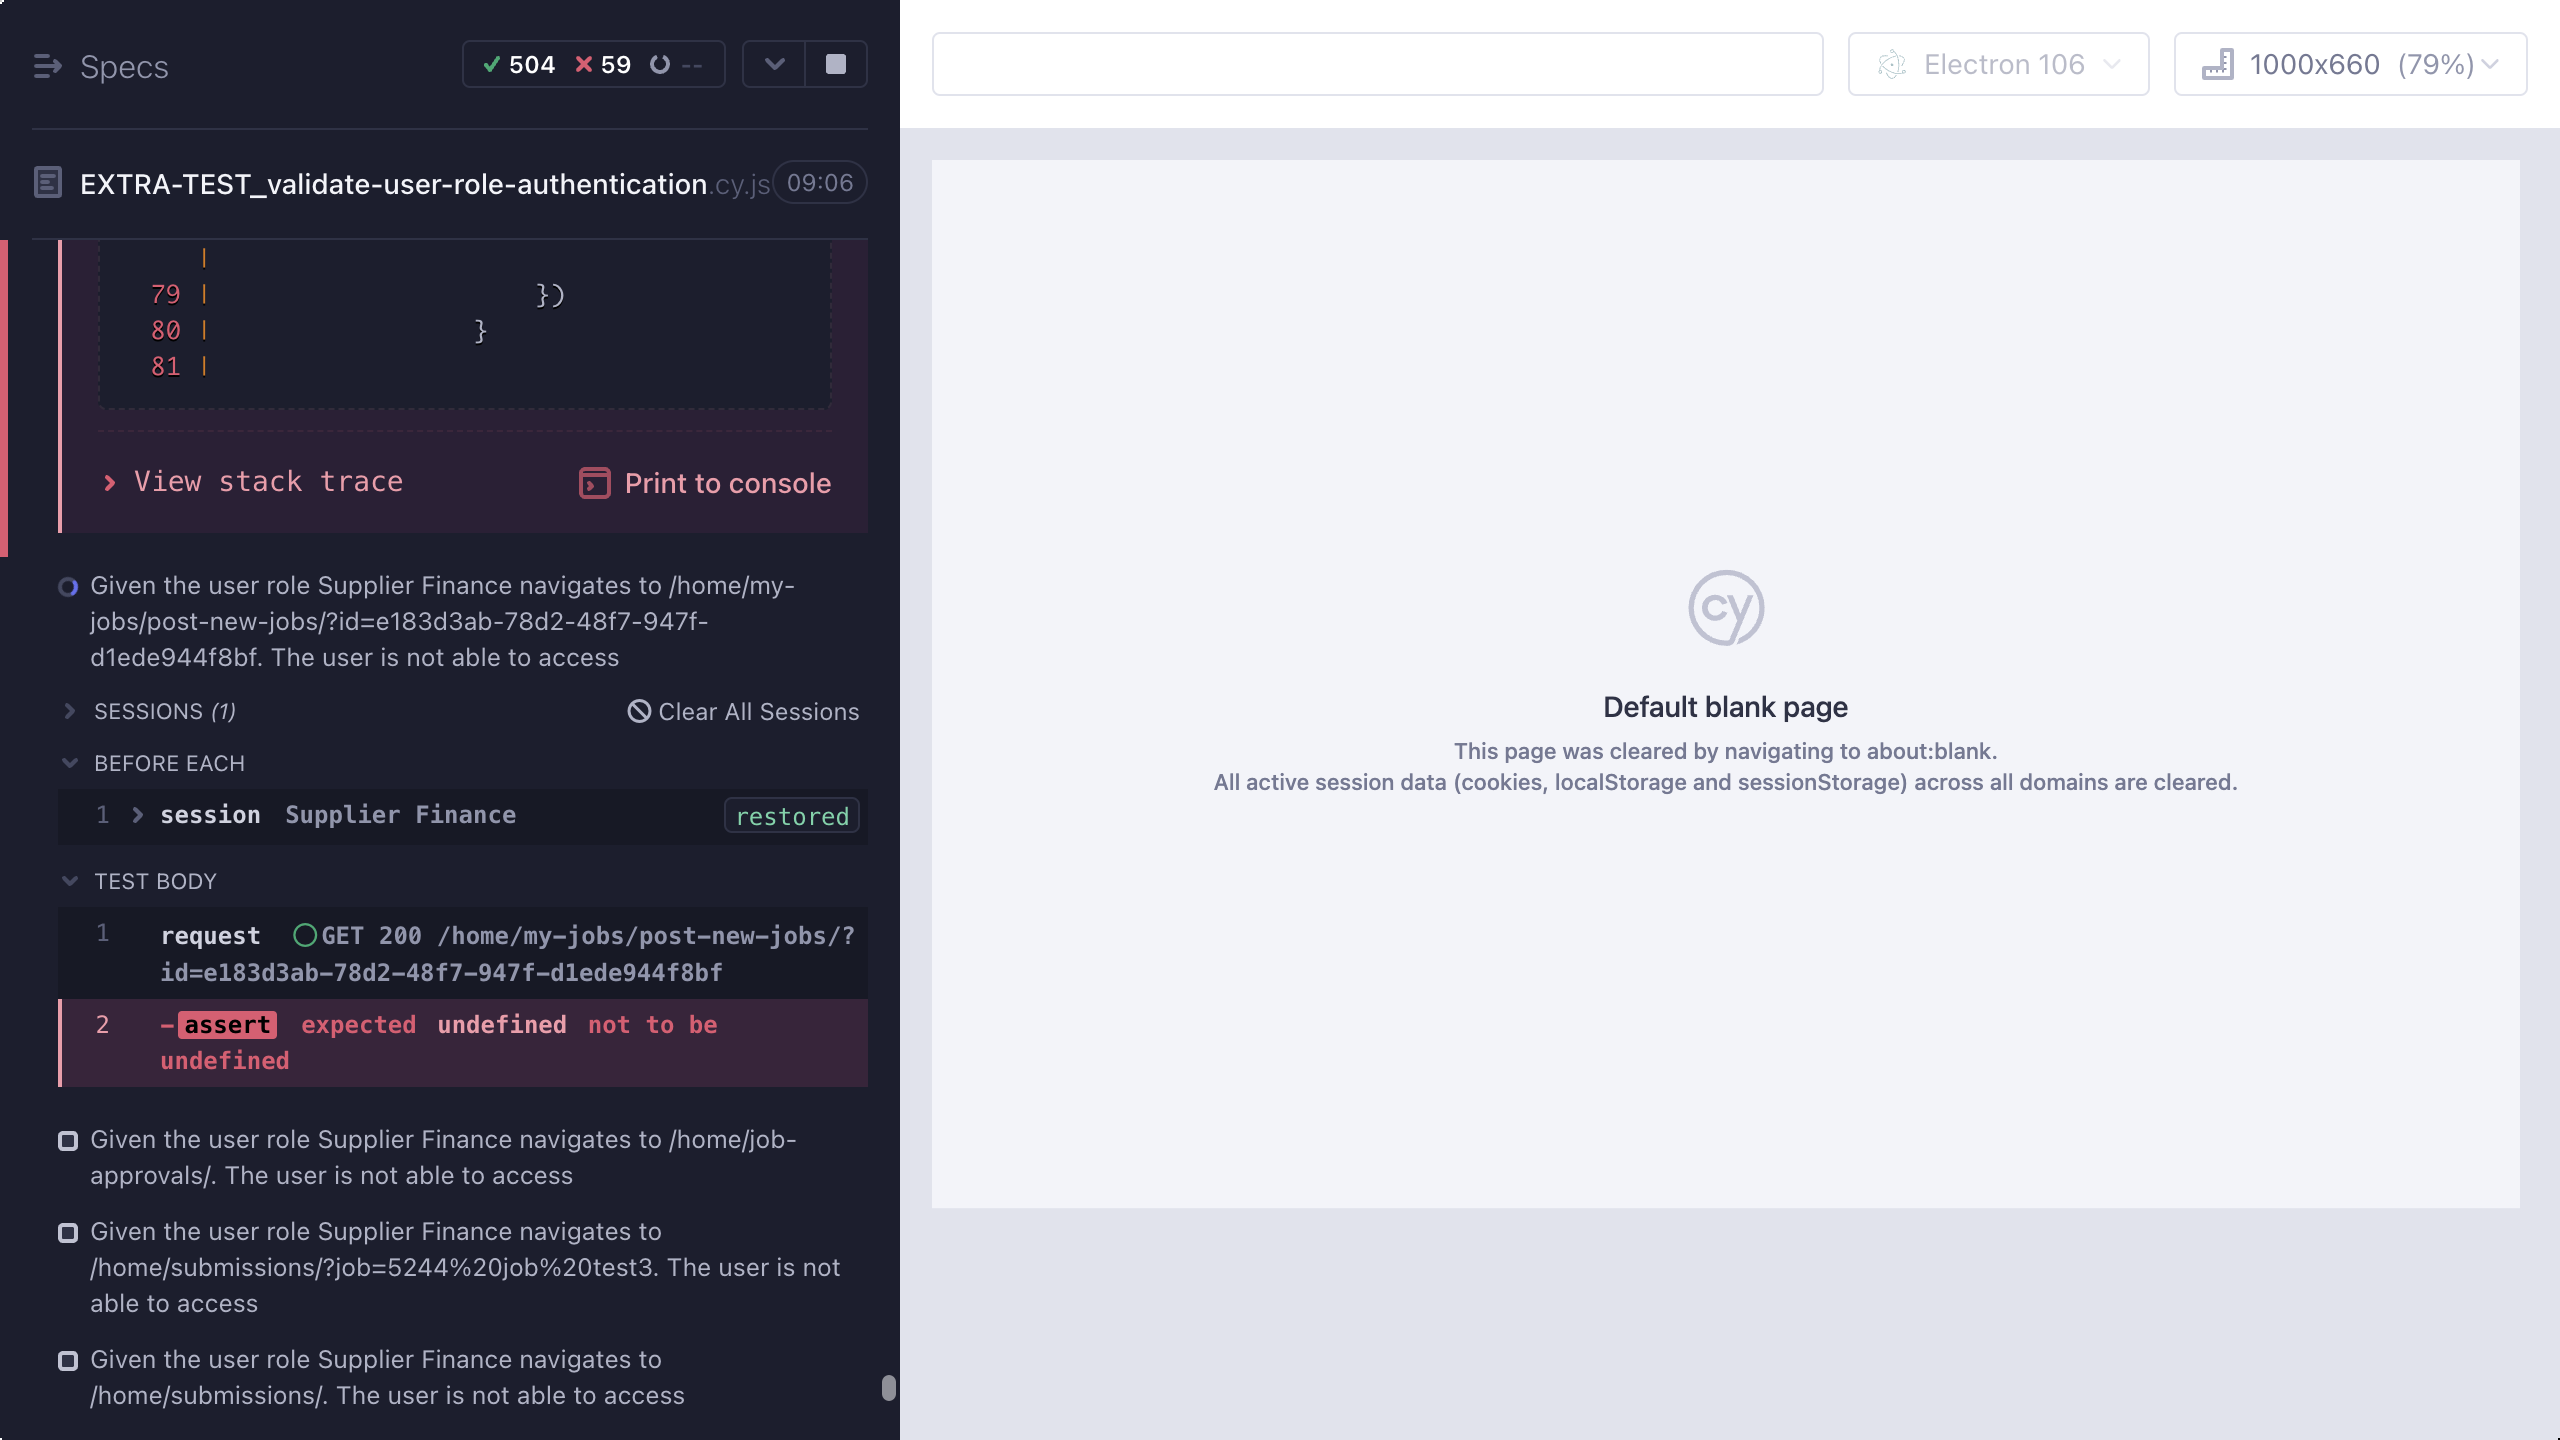 Specs
504 59 --
EXTRA-TEST_validate-user-role-authentication.cy.js 09:06
|
79 | })
80 | }
81 |
View stack trace
Print to console
Given the user role Supplier Finance navigates to /home/my-
jobs/post-new-jobs/?id=e183d3ab-78d2-48f7-947f-
d1ede944f8bf. The user is not able to access
SESSIONS (1)
Clear All Sessions
BEFORE EACH
1 session Supplier Finance restored
TEST BODY
1 request GET 200 /home/my-jobs/post-new-jobs/?
id=e183d3ab-78d2-48f7-947f-d1ede944f8bf
2 -assert expected undefined not to be
undefined
Given the user role Supplier Finance navigates to /home/job-
approvals/. The user is not able to access
Given the user role Supplier Finance navigates to
/home/submissions/?job=5244%20job%20test3. The user is not
able to access
Given the user role Supplier Finance navigates to
/home/submissions/. The user is not able to access
Electron 106
1000x660 (79%)
cy
Default blank page
This page was cleared by navigating to about:blank.
All active session data (cookies, localStorage and sessionStorage) across all domains are cleared.